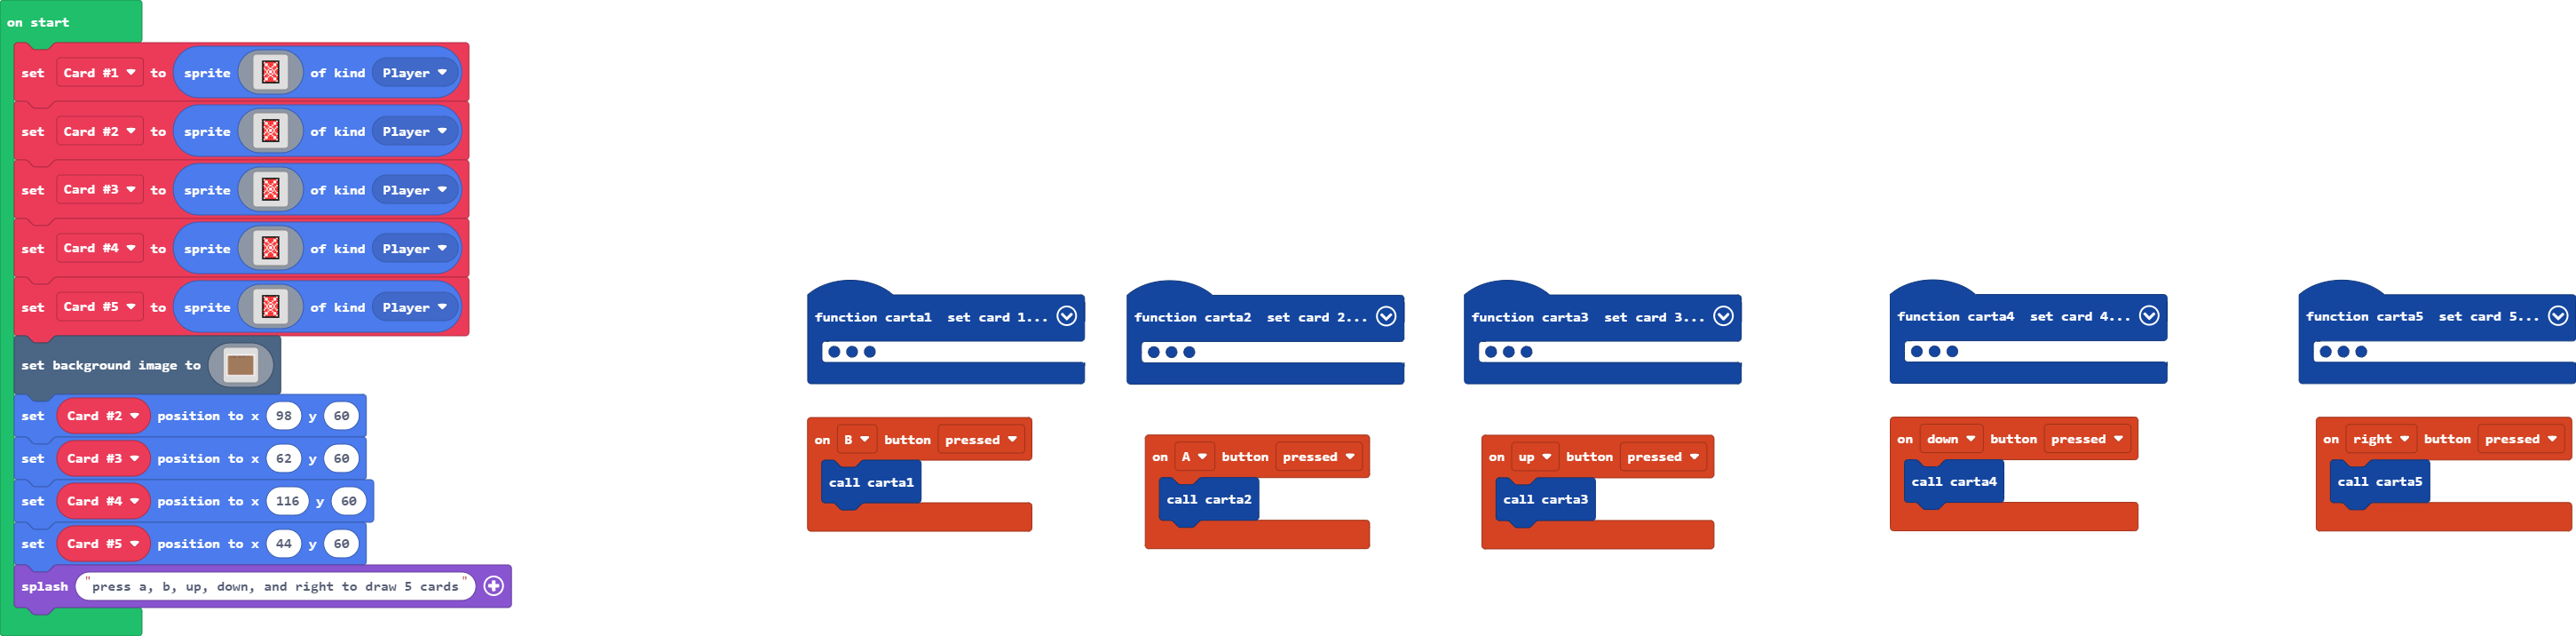 on start
set Card #1 to sprite of kind Player
set Card #2 to sprite of kind Player
set Card #3 to sprite of kind Player
set Card #4 to sprite of kind Player
set Card #5 to sprite of kind Player
set background image to
set Card #2 position to x 98 y 60
set Card #3 position to x 62 y 60
set Card #4 position to x 116 y 60
set Card #5 position to x 44 y 60
splash "press a, b, up, down, and right to draw 5 cards"
function carta1 set card 1...
on B button pressed
call carta1
function carta2 set card 2...
on A button pressed
call carta2
function carta3 set card 3...
on up button pressed
call carta3
function carta4 set card 4...
on down button pressed
call carta4
function carta5 set card 5...
on right button pressed
call carta5